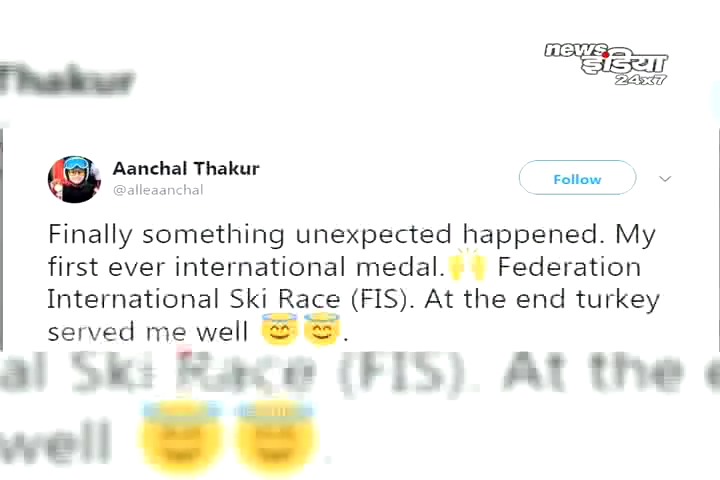 Thakur
news
इंडिया
24x7
Aanchal Thakur
@alleaanchal
Follow
Finally something unexpected happened. My
first ever international medal.🙌 Federation
International Ski Race (FIS). At the end turkey
served me well 😇😇.
al Ski Race (FIS). At the e
well 😇😇.